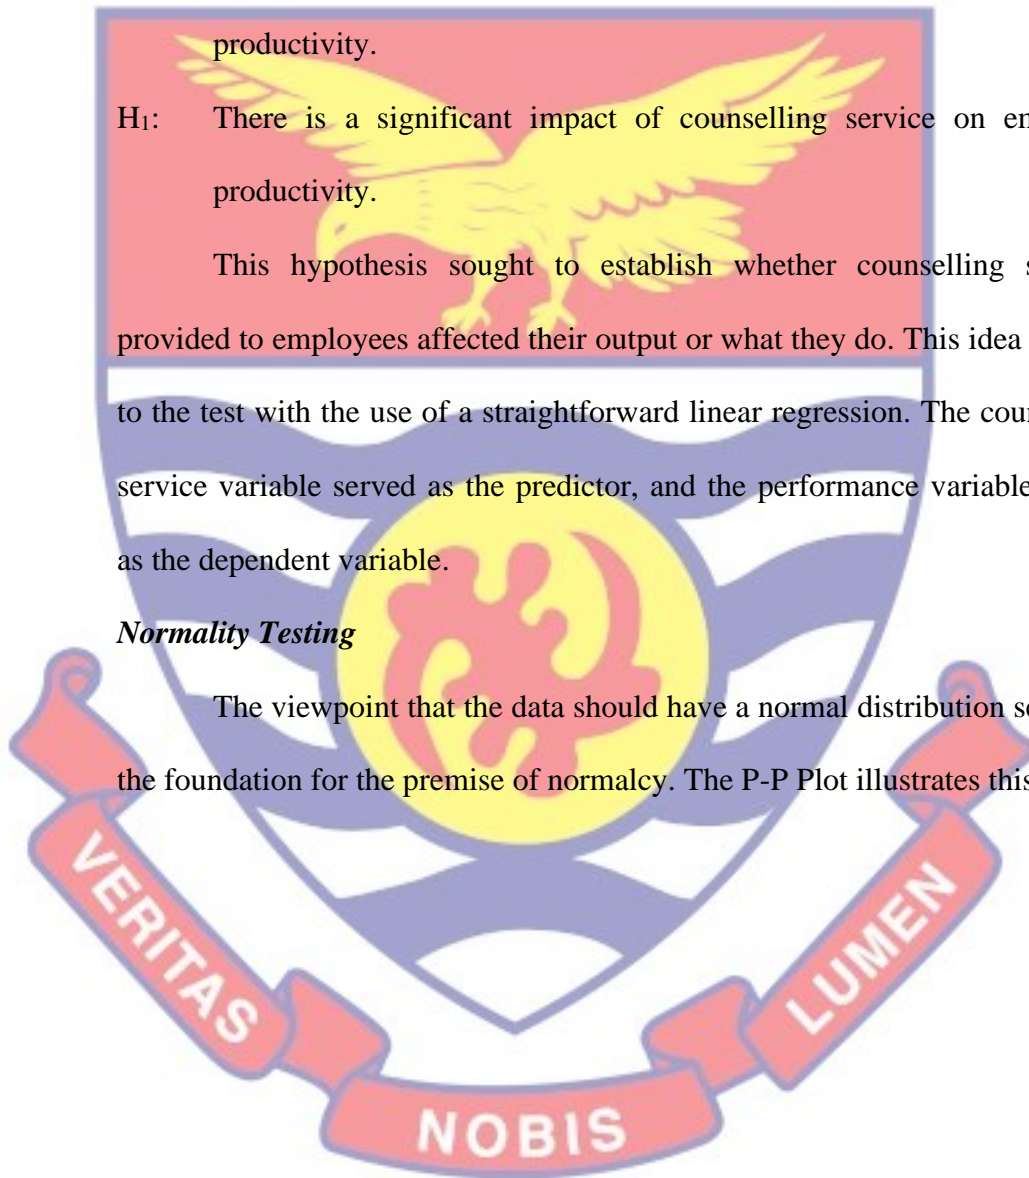 productivity.
H₁: There is a significant impact of counselling service on em
productivity.
This hypothesis sought to establish whether counselling s
provided to employees affected their output or what they do. This idea
to the test with the use of a straightforward linear regression. The cour
service variable served as the predictor, and the performance variable
as the dependent variable.
Normality Testing
The viewpoint that the data should have a normal distribution se
the foundation for the premise of normalcy. The P-P Plot illustrates this
VERITAS
NOBIS
LUMEN